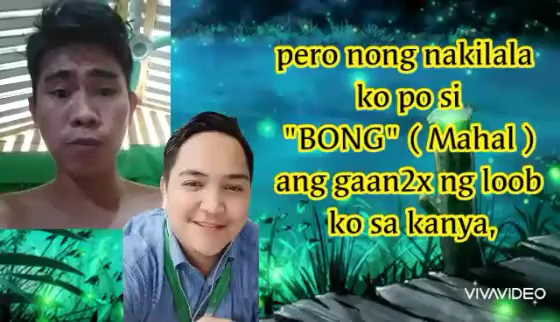 pero nong nakilala
ko po si
"BONG" ( Mahal )
ang gaan2x ng loob
ko sa kanya,
VIVAVIDEO